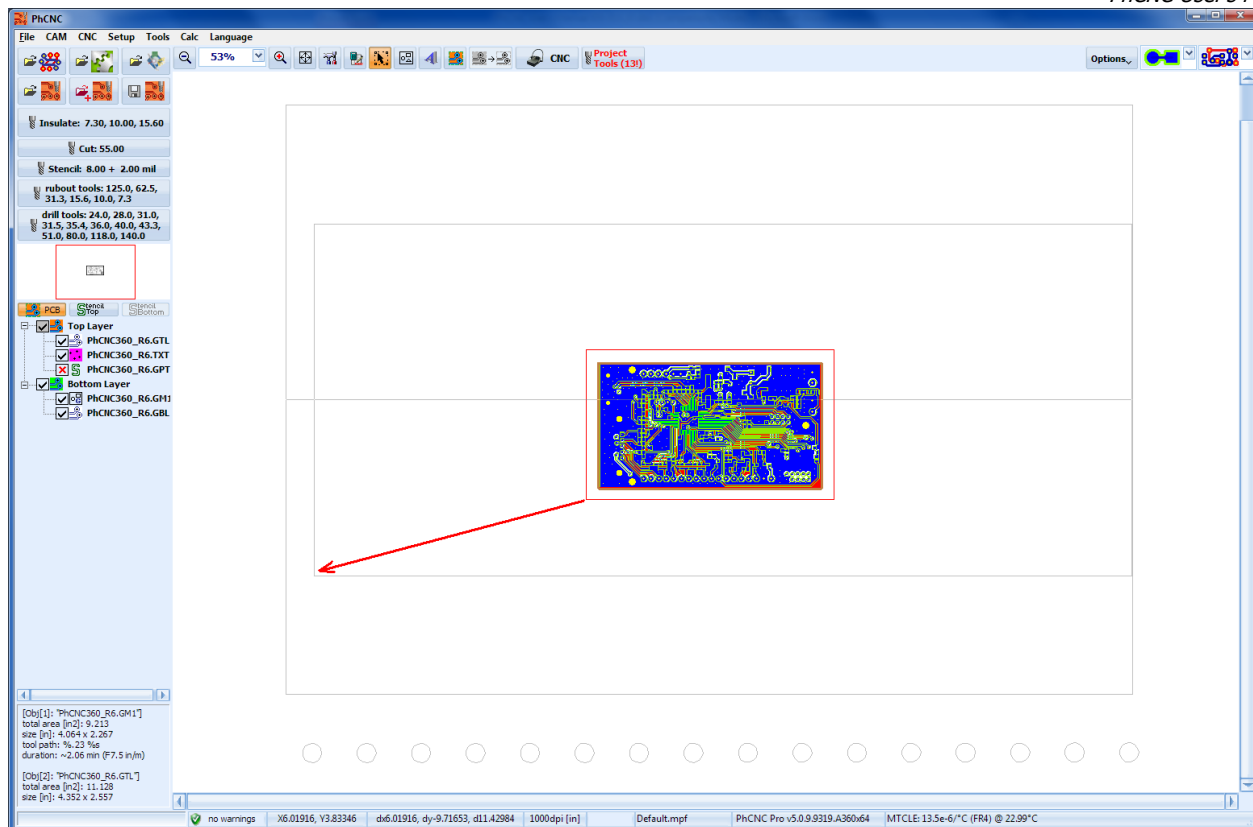 PhCNC
File CAM CNC Setup Tools Calc Language
53%
CNC
Project
Tools (13!)
Options
Insulate: 7.30, 10.00, 15.60
Cut: 55.00
Stencil: 8.00 + 2.00 mil
rubout tools: 125.0, 62.5,
31.3, 15.6, 10.0, 7.3
drill tools: 24.0, 28.0, 31.0,
31.5, 35.4, 36.0, 40.0, 43.3,
51.0, 80.0, 118.0, 140.0
PCB
Stencil
Top
Stencil
Bottom
Top Layer
PhCNC360_R6.GTL
PhCNC360_R6.TXT
PhCNC360_R6.GPT
Bottom Layer
PhCNC360_R6.GM1
PhCNC360_R6.GBL
[Obj[1]: "PhCNC360_R6.GM1"]
total area [in2]: 9.213
size [in]: 4.064 x 2.267
tool path: %.23 %s
duration: ~2.06 min (F7.5 in/m)
[Obj[2]: "PhCNC360_R6.GTL"]
total area [in2]: 11.128
size [in]: 4.352 x 2.557
no warnings X6.01916, Y3.83346 dx6.01916, dy-9.71653, d11.42984 1000dpi [in] Default.mpf PhCNC Pro v5.0.9.9319.A360x64 MTCLE: 13.5e-6/°C (FR4) @ 22.99°C